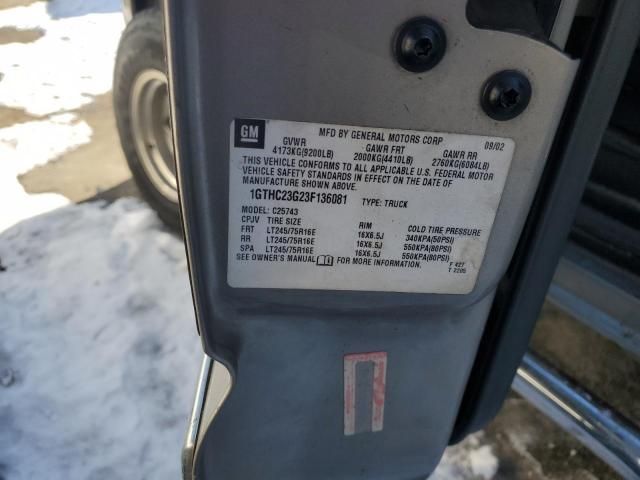 GM
MFD BY GENERAL MOTORS CORP 09/02
GVWR GAWR FRT GAWR RR
4173KG(9200LB) 2000KG(4410LB) 2760KG(6084LB)
THIS VEHICLE CONFORMS TO ALL APPLICABLE U.S. FEDERAL MOTOR
VEHICLE SAFETY STANDARDS IN EFFECT ON THE DATE OF
MANUFACTURE SHOWN ABOVE.
1GTHC23G23F136081 TYPE: TRUCK
MODEL: C25743
CPJV TIRE SIZE RIM COLD TIRE PRESSURE
FRT LT245/75R16E 16X6.5J 340KPA(50PSI)
RR LT245/75R16E 16X6.5J 550KPA(80PSI)
SPA LT245/75R16E 16X6.5J 550KPA(80PSI)
SEE OWNER'S MANUAL FOR MORE INFORMATION.
F 427
T 2205